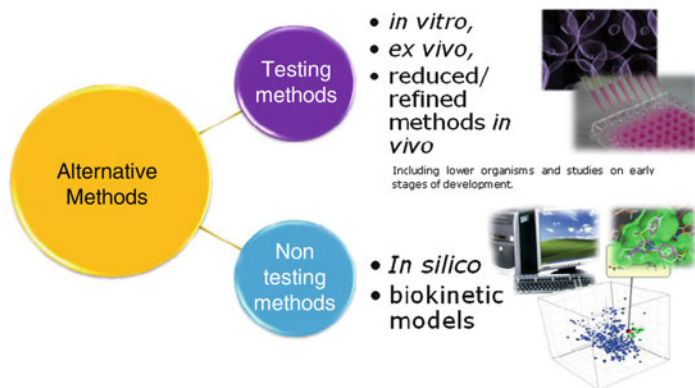 Alternative
Methods
Testing
methods
• in vitro,
• ex vivo,
• reduced/
refined
methods in
vivo
Including lower organisms and studies on early
stages of development.
Non
testing
methods
• In silico
• biokinetic
models